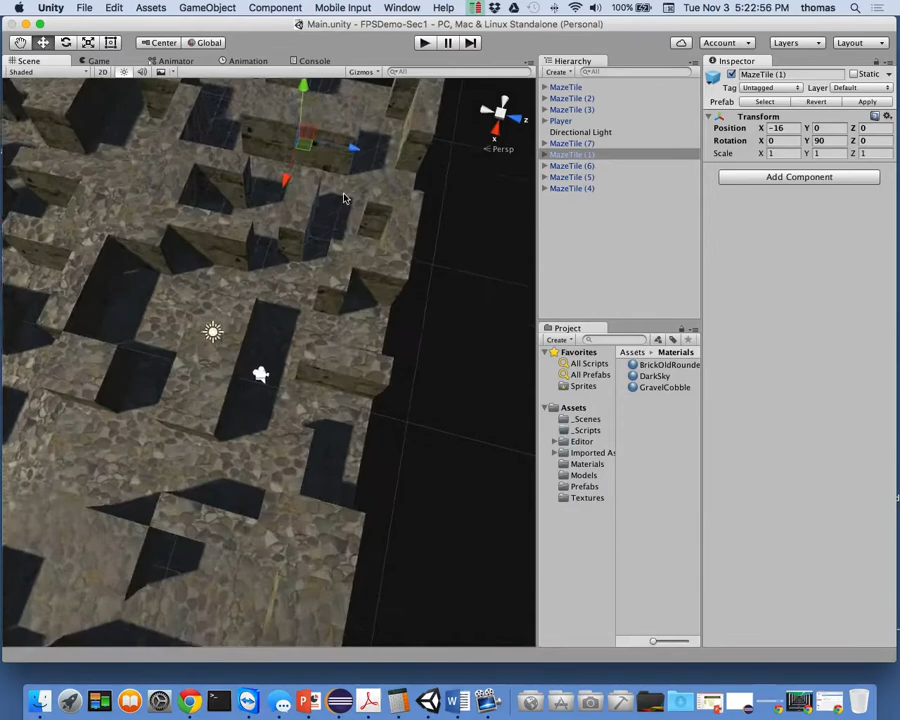 Unity File Edit Assets GameObject Component Mobile Input Window Help 100% Tue Nov 3 5:22:56 PM thomas
Main.unity - FPSDemo-Sec1 - PC, Mac & Linux Standalone (Personal)
Center Global Account Layers Layout
Scene Game Animator Animation Console
Shaded 2D Gizmos All
y
z
x
Persp
Hierarchy
Create All
MazeTile
MazeTile (2)
MazeTile (3)
Player
Directional Light
MazeTile (7)
MazeTile (1)
MazeTile (6)
MazeTile (5)
MazeTile (4)
Project
Create
Favorites
All Scripts
All Prefabs
Sprites
Assets
_Scenes
_Scripts
Editor
Imported As
Materials
Models
Prefabs
Textures
Assets Materials
BrickOldRounde
DarkSky
GravelCobble
Inspector
MazeTile (1) Static
Tag Untagged Layer Default
Prefab Select Revert Apply
Transform
Position X -16 Y 0 Z 0
Rotation X 0 Y 90 Z 0
Scale X 1 Y 1 Z 1
Add Component